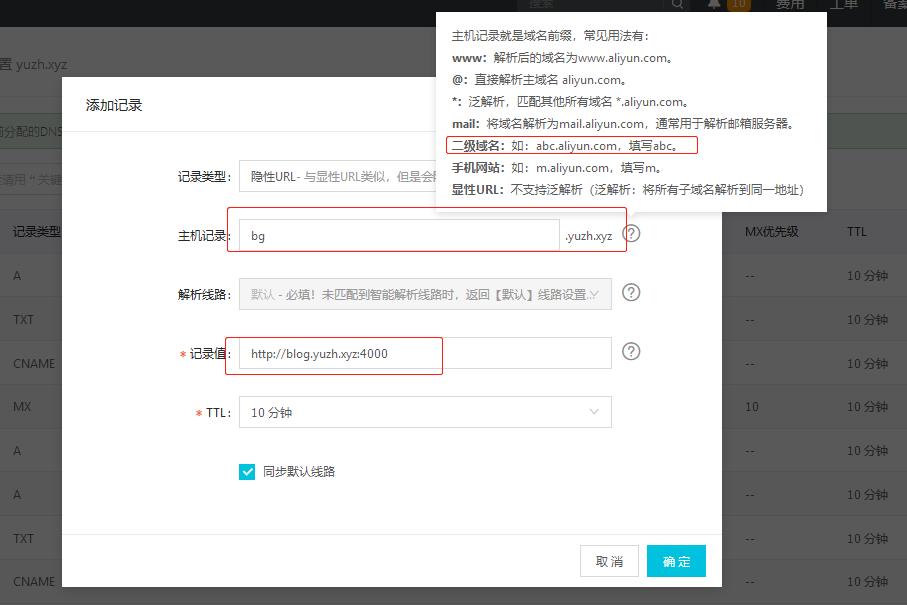 搜索
10 费用 工单 备案
置 yuzh.xyz
主机记录就是域名前缀，常见用法有：
www：解析后的域名为www.aliyun.com。
@：直接解析主域名 aliyun.com。
*：泛解析，匹配其他所有域名 *.aliyun.com。
mail：将域名解析为mail.aliyun.com，通常用于解析邮箱服务器。
二级域名：如：abc.aliyun.com，填写abc。
手机网站：如：m.aliyun.com，填写m。
显性URL：不支持泛解析（泛解析：将所有子域名解析到同一地址）
添加记录
前分配的DNS
请用 " 关键
记录类型：
隐性URL- 与显性URL类似，但是会
主机记录：
bg
.yuzh.xyz
?
解析线路：
默认 - 必填！未匹配到智能解析线路时，返回【默认】线路设置...
?
* 记录值：
http://blog.yuzh.xyz:4000
?
* TTL：
10 分钟
同步默认线路
取 消
确 定
记录类型 MX优先级 TTL
A -- 10 分钟
TXT -- 10 分钟
CNAME -- 10 分钟
MX 10 10 分钟
A -- 10 分钟
A -- 10 分钟
TXT -- 10 分钟
CNAME -- 10 分钟